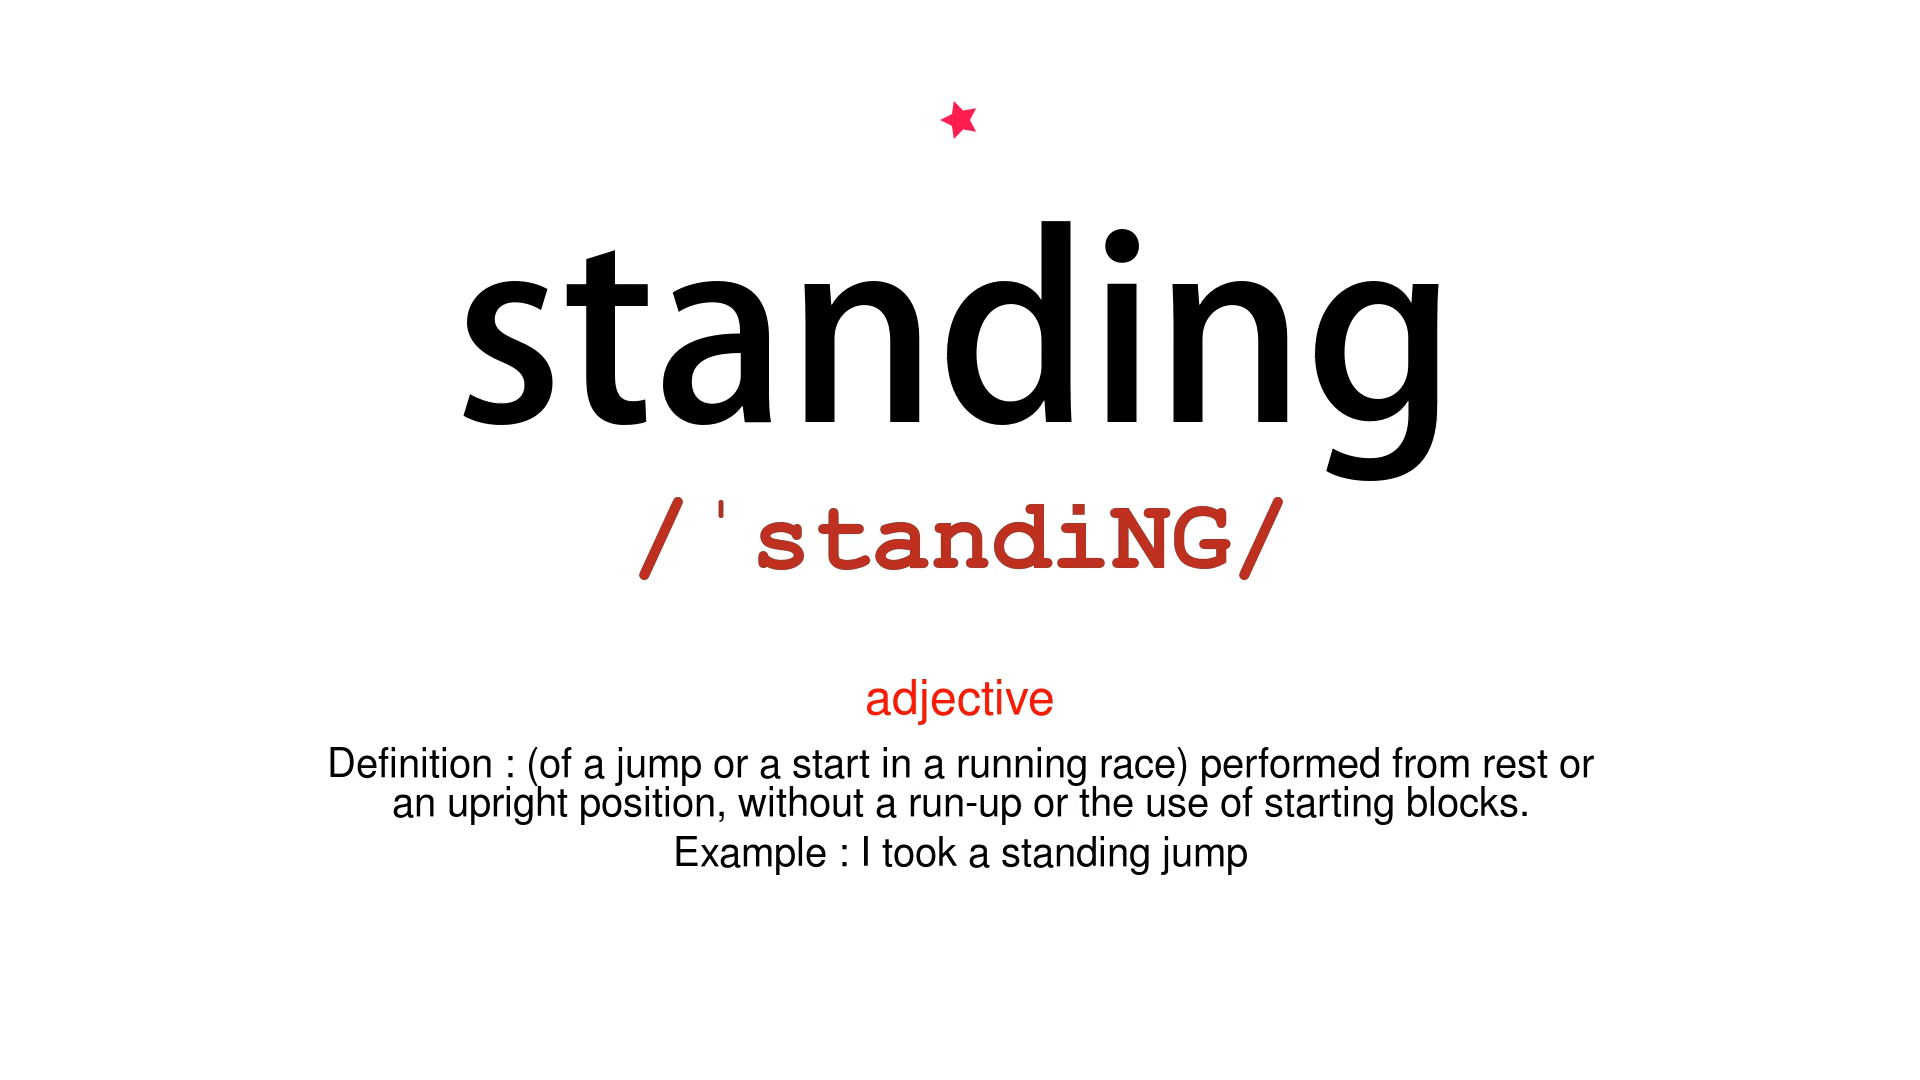 standing
/ˈstandiNG/
adjective
Definition : (of a jump or a start in a running race) performed from rest or
an upright position, without a run-up or the use of starting blocks.
Example : I took a standing jump